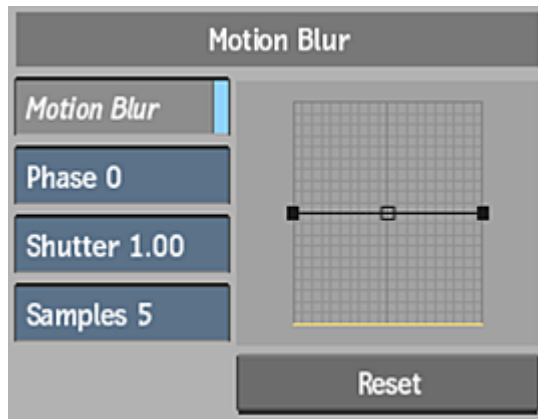 Motion Blur
Motion Blur
Phase 0
Shutter 1.00
Samples 5
Reset